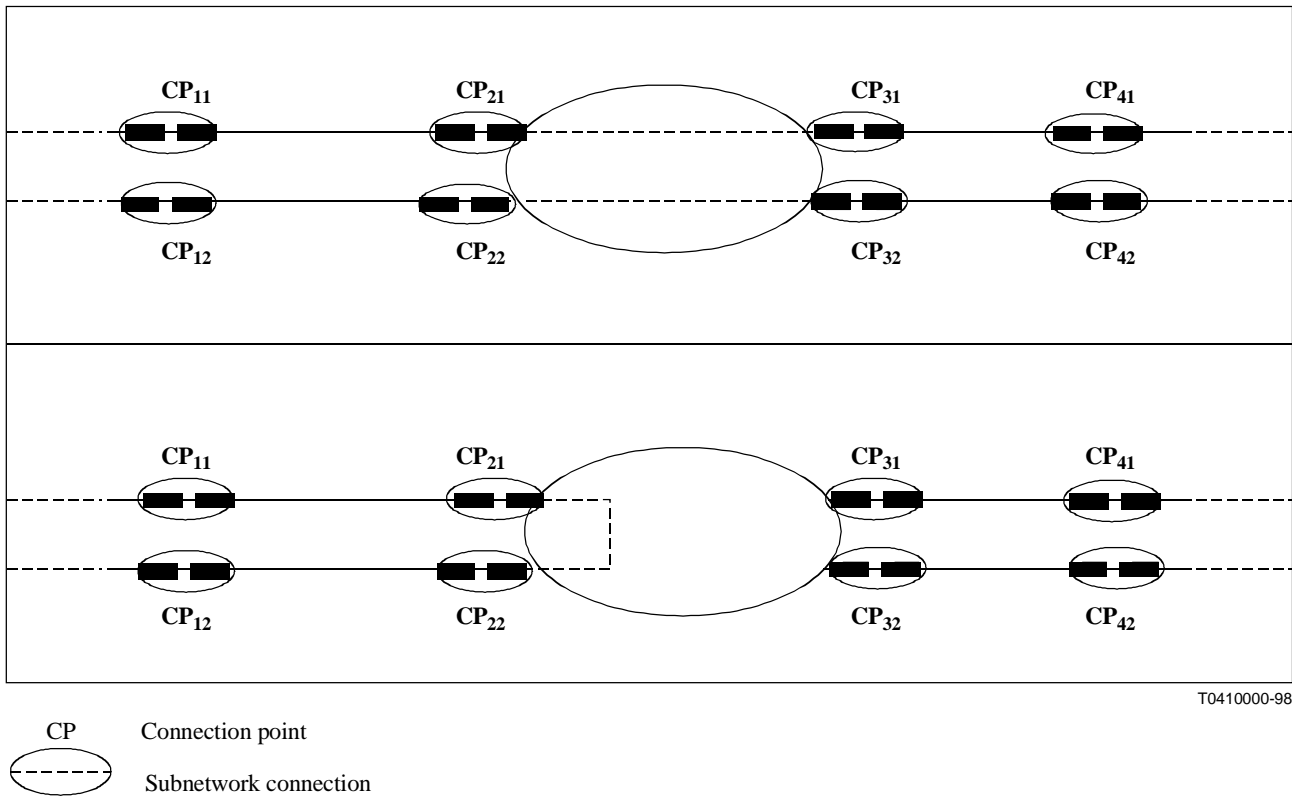 CP11 CP21 CP31 CP41
CP12 CP22 CP32 CP42
CP11 CP21 CP31 CP41
CP12 CP22 CP32 CP42
T0410000-98
CP Connection point
Subnetwork connection